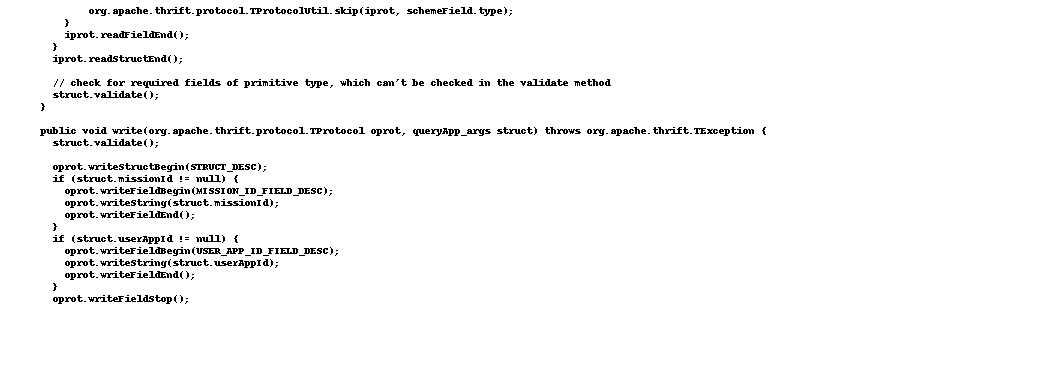 org.apache.thrift.protocol.TProtocolUtil.skip(iprot, schemeField.type);
}
iprot.readFieldEnd();
}
iprot.readStructEnd();
// check for required fields of primitive type, which can't be checked in the validate method
struct.validate();
}
public void write(org.apache.thrift.protocol.TProtocol oprot, queryApp_args struct) throws org.apache.thrift.TException {
struct.validate();
oprot.writeStructBegin(STRUCT_DESC);
if (struct.missionId != null) {
oprot.writeFieldBegin(MISSION_ID_FIELD_DESC);
oprot.writeString(struct.missionId);
oprot.writeFieldEnd();
}
if (struct.userAppId != null) {
oprot.writeFieldBegin(USER_APP_ID_FIELD_DESC);
oprot.writeString(struct.userAppId);
oprot.writeFieldEnd();
}
oprot.writeFieldStop();